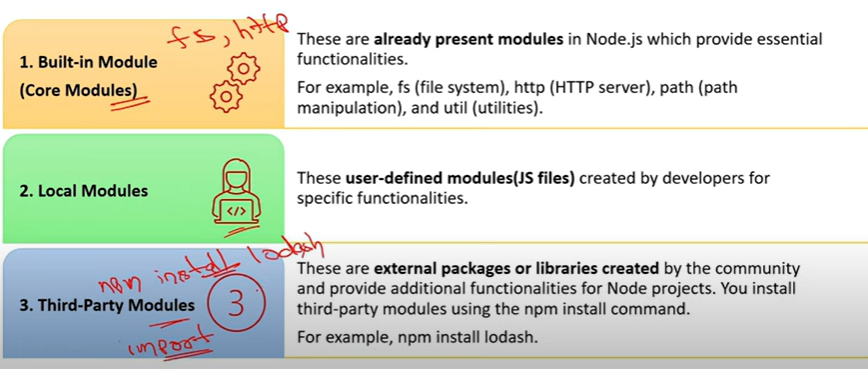 fs, http
1. Built-in Module
(Core Modules)
These are already present modules in Node.js which provide essential
functionalities.
For example, fs (file system), http (HTTP server), path (path
manipulation), and util (utilities).
2. Local Modules
</>
These user-defined modules(JS files) created by developers for
specific functionalities.
npm install lodash
3. Third-Party Modules
3
import
These are external packages or libraries created by the community
and provide additional functionalities for Node projects. You install
third-party modules using the npm install command.
For example, npm install lodash.